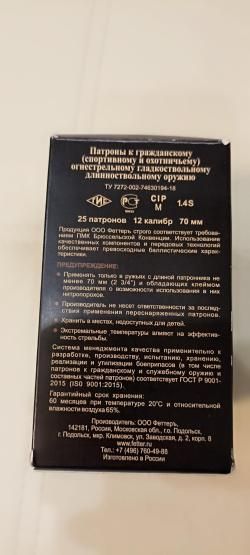 Патроны к гражданскому
(спортивному и охотничьему)
огнестрельному гладкоствольному
длинноствольному оружию
ТУ 7272-002-74630194-18
CIP
М
1.4S
25 патронов 12 калибр 70 мм
Продукция ООО Феттеръ строго соответствует требова-
ниям ПМК Брюссельской Конвенции. Использование
качественных компонентов и передовых технологий
обеспечивает превосходные баллистические харак-
теристики.
ПРЕДУПРЕЖДЕНИЕ:
Применять только в ружьях с длиной патронника не
менее 70 мм (2 3/4") и обладающих клеймом
производителя о возможности использования в них
нитропорохов.
Производитель не несет ответственности за послед-
ствия применения переснаряженных патронов.
Хранить в местах, недоступных для детей.
Экстремальные температуры влияют на эффектив-
ность стрельбы.
Система менеджмента качества применительно к
разработке, производству, испытанию, хранению,
реализации и утилизации боеприпасов (в том числе
патронов к гражданскому и служебному оружию и
составных частей патронов) соответствует ГОСТ Р 9001-
2015 (ISO 9001:2015).
Гарантийный срок хранения:
60 месяцев при температуре 20°С и относительной
влажности воздуха 65%.
Производитель: ООО Феттеръ,
142181, Россия, Московская обл., г.о. Подольск,
г. Подольск, мкр. Климовск, ул. Заводская, д. 2, корп. 8
www.fetter.ru
Тел.: +7 (496) 760-49-88
Изготовлено в России